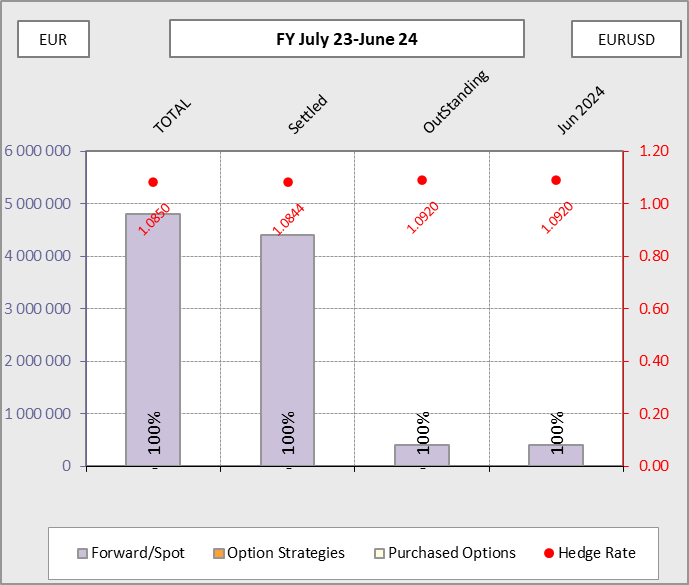 EUR
FY July 23-June 24
EURUSD
TOTAL
Settled
OutStanding
Jun 2024
6 000 000
5 000 000
4 000 000
3 000 000
2 000 000
1 000 000
0
1.0850
1.0844
1.0920
1.0920
100%
100%
100%
100%
-
-
-
1.20
1.00
0.80
0.60
0.40
0.20
0.00
Forward/Spot
Option Strategies
Purchased Options
Hedge Rate